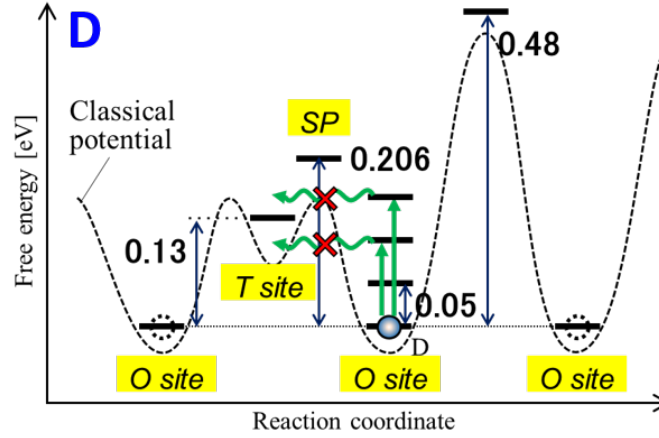 D
0.48
Classical
potential
SP
0.206
0.13
T site
0.05
D
O site
O site
O site
Free energy [eV]
Reaction coordinate